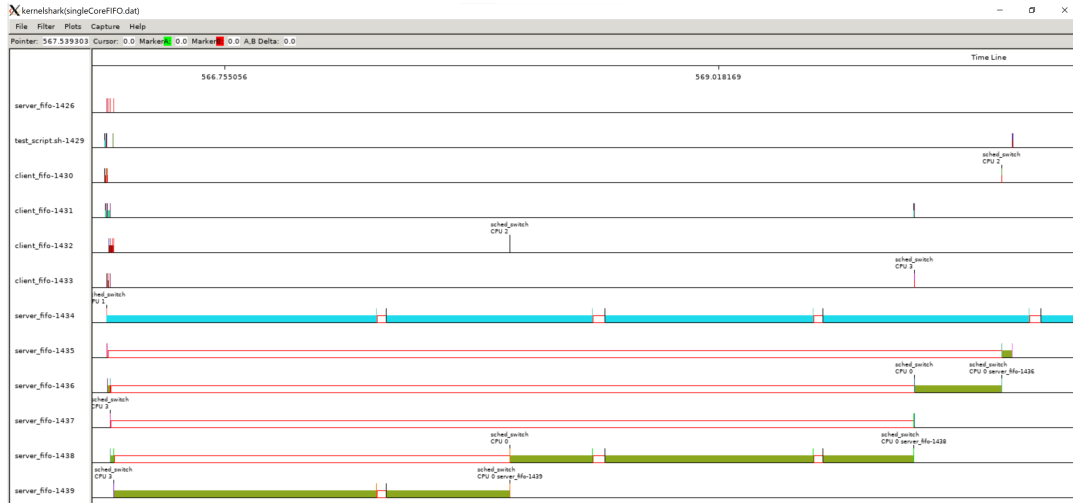 kernelshark(singleCoreFIFO.dat)
File Filter Plots Capture Help
Pointer: 567.539303 Cursor: 0.0 Marker A: 0.0 Marker B: 0.0 A,B Delta: 0.0
Time Line
566.755056 569.018169
server_fifo-1426
test_script.sh-1429
sched_switch
CPU 2
client_fifo-1430
client_fifo-1431
sched_switch
CPU 2
client_fifo-1432
sched_switch
CPU 3
client_fifo-1433
hed_switch
PU 1
server_fifo-1434
server_fifo-1435
sched_switch sched_switch
CPU 0 CPU 0 server_fifo-1436
server_fifo-1436
sched_switch
CPU 3
server_fifo-1437
sched_switch sched_switch
CPU 0 CPU 0 server_fifo-1438
server_fifo-1438
sched_switch sched_switch
CPU 3 CPU 0 server_fifo-1439
server_fifo-1439